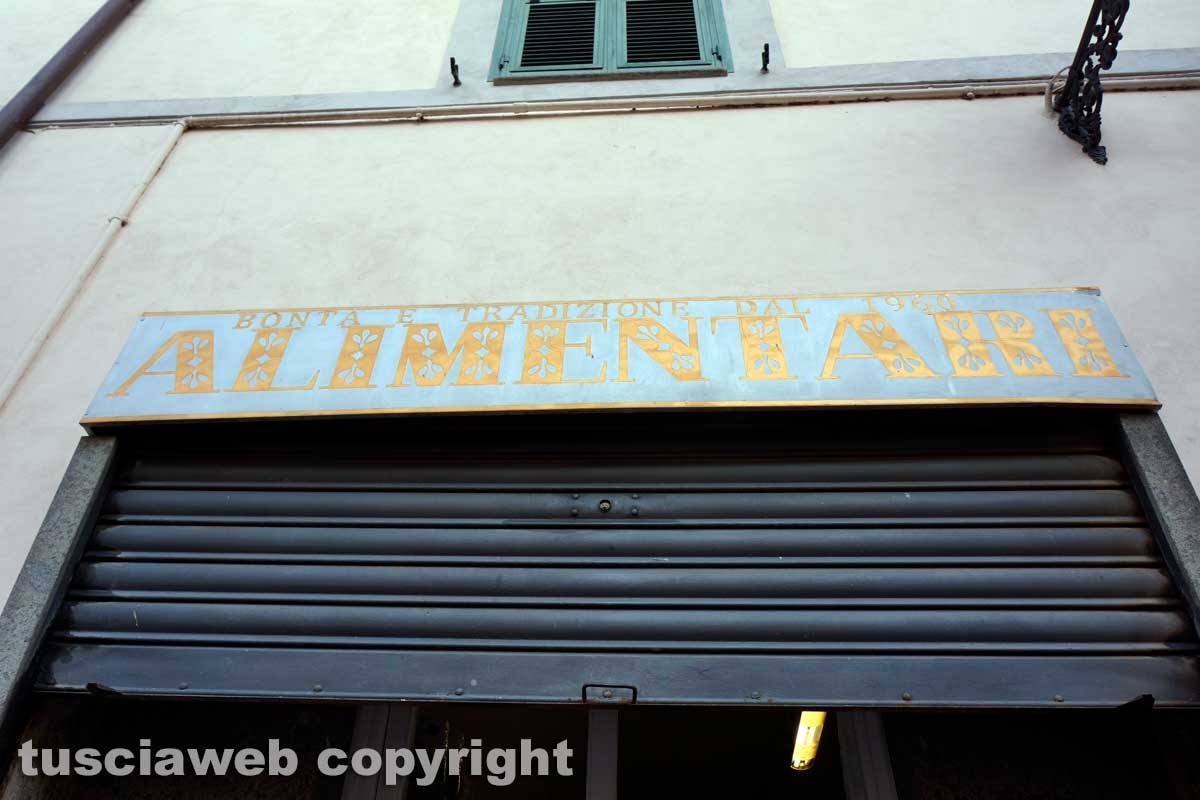 BONTÀ E TRADIZIONE DAL 1960
ALIMENTARI
tusciaweb copyright